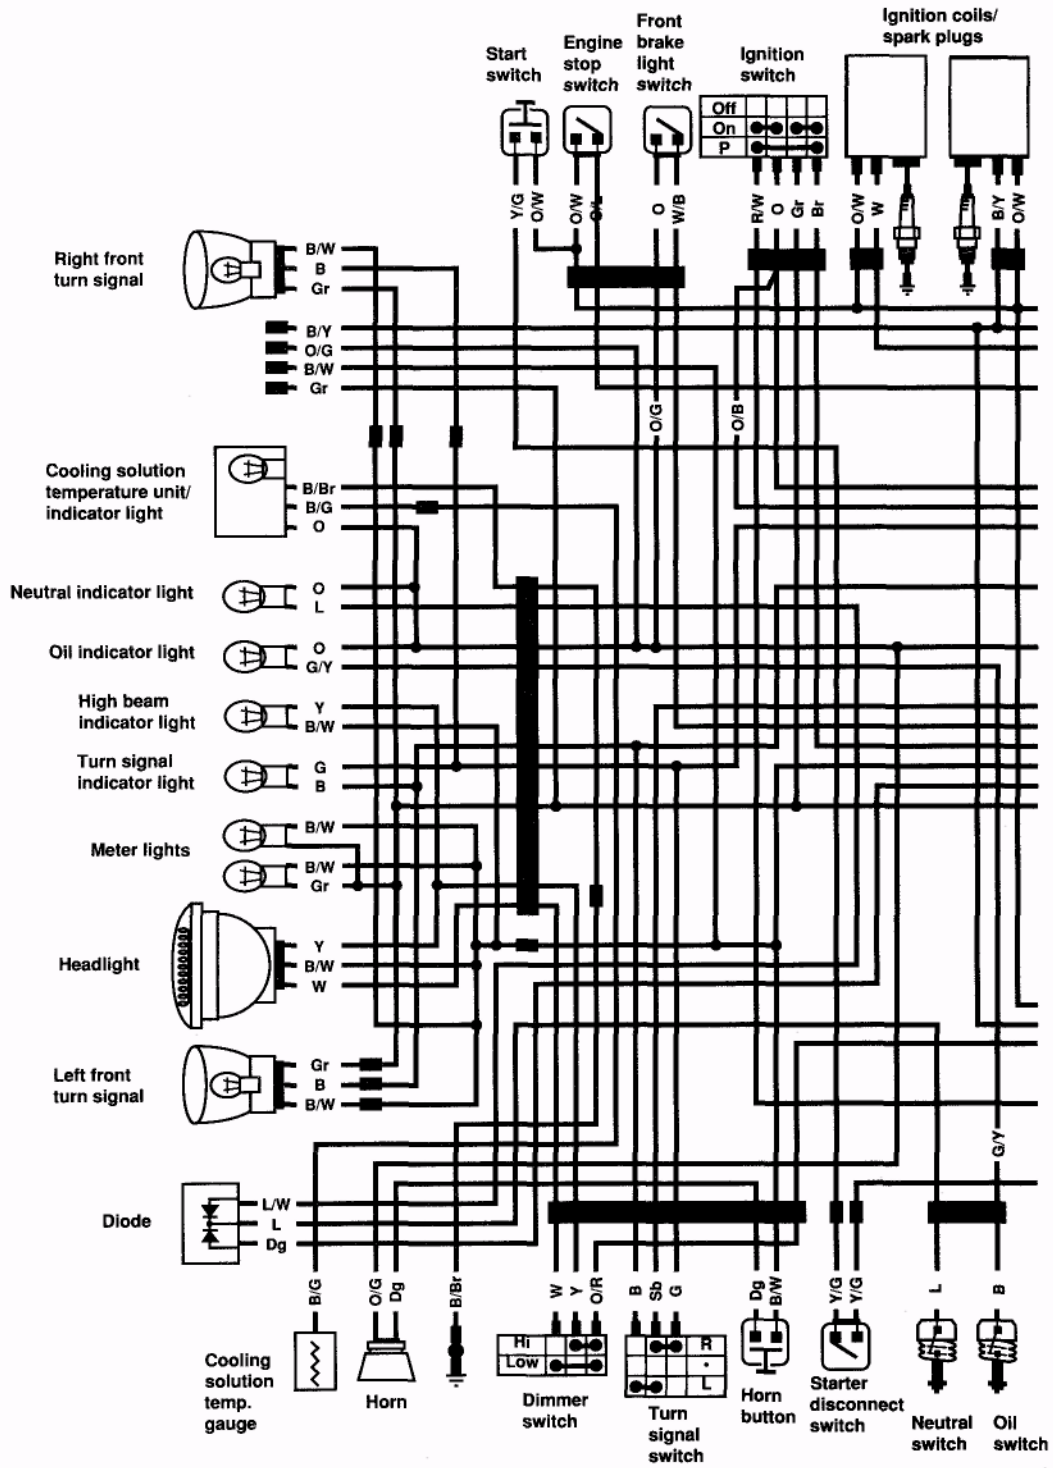 Ignition coils/
spark plugs
Front
brake
light
switch
Engine
stop
switch
Start
switch
Ignition
switch
Off
On
P
Y/G
O/W
O/W
O/L
O
W/B
R/W
O
Gr
Br
O/W
W
B/Y
O/W
Right front
turn signal
B/W
B
Gr
B/Y
O/G
B/W
Gr
O/G
O/B
Cooling solution
temperature unit/
indicator light
B/Br
B/G
O
Neutral indicator light
O
L
Oil indicator light
O
G/Y
High beam
indicator light
Y
B/W
Turn signal
indicator light
G
B
Meter lights
B/W
B/W
Gr
Headlight
Y
B/W
W
Left front
turn signal
Gr
B
B/W
G/Y
Diode
L/W
L
Dg
B/G
O/G
Dg
B/Br
W
Y
O/R
B
Sb
G
Dg
B/W
Y/G
Y/G
L
B
Hi
Low
R
L
Cooling
solution
temp.
gauge
Horn
Dimmer
switch
Turn
signal
switch
Horn
button
Starter
disconnect
switch
Neutral
switch
Oil
switch